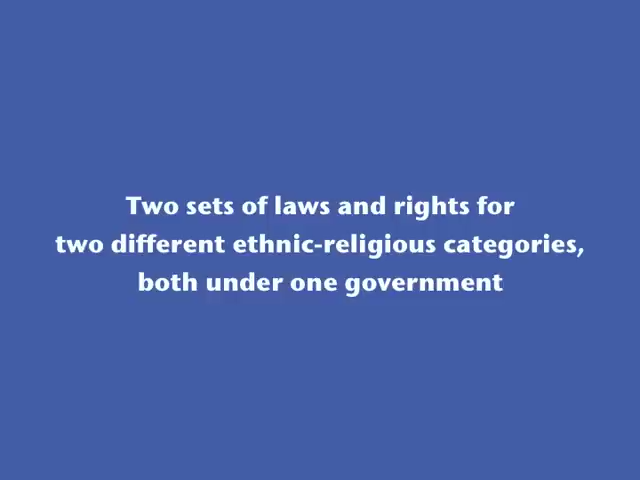 Two sets of laws and rights for
two different ethnic-religious categories,
both under one government